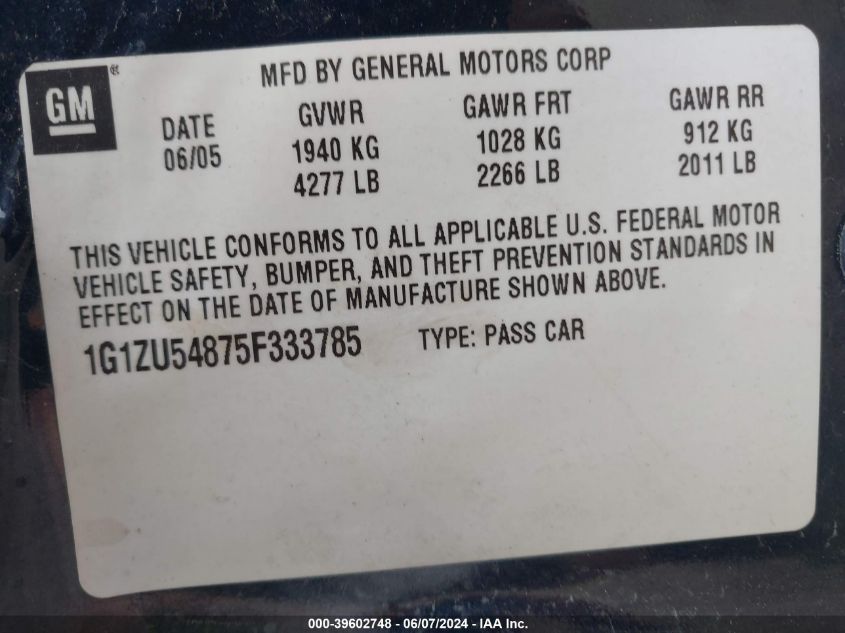 MFD BY GENERAL MOTORS CORP
GM ®
DATE GVWR GAWR FRT GAWR RR
06/05 1940 KG 1028 KG 912 KG
4277 LB 2266 LB 2011 LB
THIS VEHICLE CONFORMS TO ALL APPLICABLE U.S. FEDERAL MOTOR
VEHICLE SAFETY, BUMPER, AND THEFT PREVENTION STANDARDS IN
EFFECT ON THE DATE OF MANUFACTURE SHOWN ABOVE.
1G1ZU54875F333785 TYPE: PASS CAR
000-39602748 - 06/07/2024 - IAA Inc.